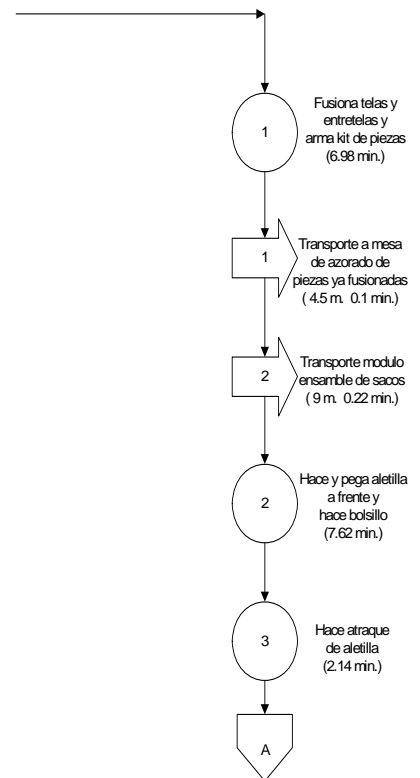 1
Fusiona telas y
entretelas y
arma kit de piezas
(6.98 min.)
1
Transporte a mesa
de azorado de
piezas ya fusionadas
( 4.5 m. 0.1 min.)
2
Transporte modulo
ensamble de sacos
( 9 m. 0.22 min.)
2
Hace y pega aletilla
a frente y
hace bolsillo
(7.62 min.)
3
Hace atraque
de aletilla
(2.14 min.)
A